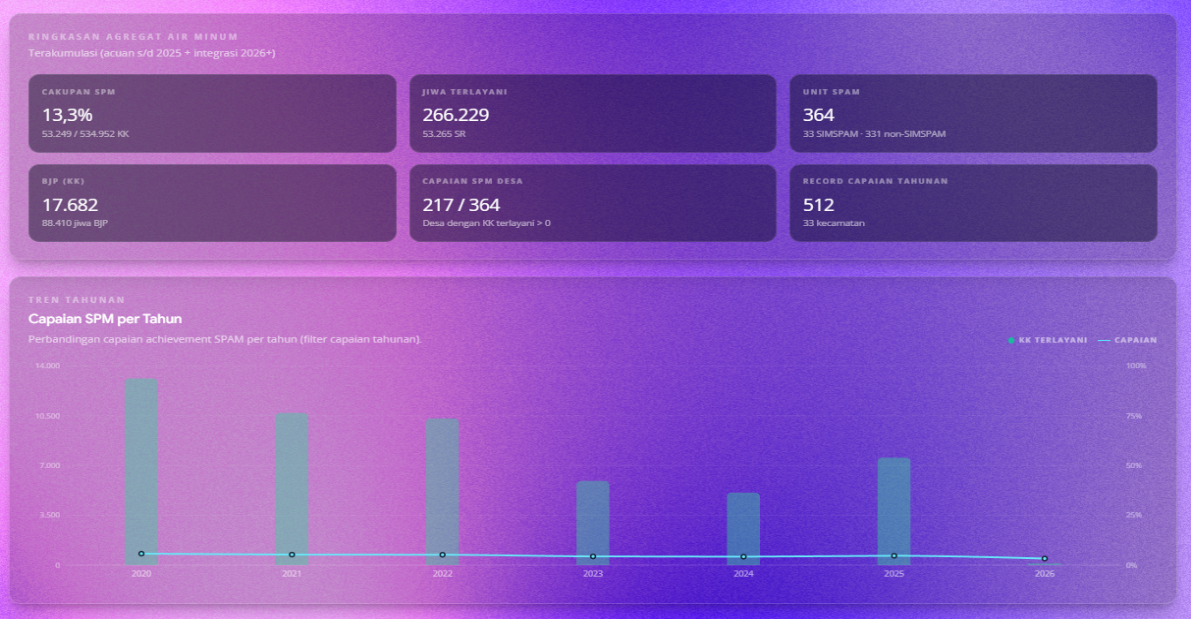 RINGKASAN AGREGAT AIR MINUM
Terakumulasi (acuan s/d 2025 + integrasi 2026+)
CAKUPAN SPM
13,3%
53.249 / 534.952 KK
JIWA TERLAYANI
266.229
53.265 SR
UNIT SPAM
364
33 SIMSPAM · 331 non-SIMSPAM
BJP (KK)
17.682
88.410 jiwa BJP
CAPAIAN SPM DESA
217 / 364
Desa dengan KK terlayani > 0
RECORD CAPAIAN TAHUNAN
512
33 kecamatan
TREN TAHUNAN
Capaian SPM per Tahun
Perbandingan capaian achievement SPAM per tahun (filter capaian tahunan).
KK TERLAYANI CAPAIAN
14.000 100%
10.500 75%
7.000 50%
3.500 25%
0 0%
2020 2021 2022 2023 2024 2025 2026